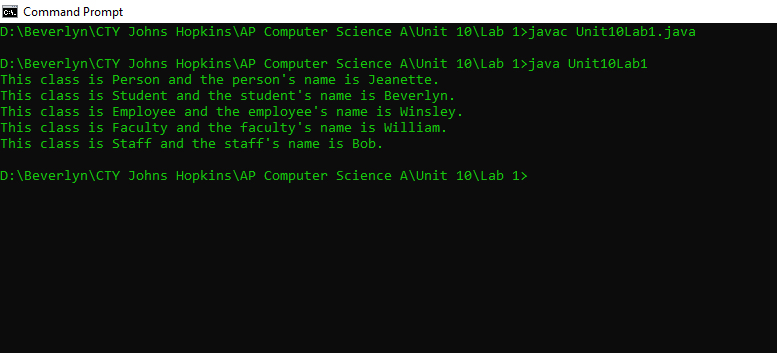 Command Prompt
D:\Beverlyn\CTY Johns Hopkins\AP Computer Science A\Unit 10\Lab 1>javac Unit10Lab1.java
D:\Beverlyn\CTY Johns Hopkins\AP Computer Science A\Unit 10\Lab 1>java Unit10Lab1
This class is Person and the person's name is Jeanette.
This class is Student and the student's name is Beverlyn.
This class is Employee and the employee's name is Winsley.
This class is Faculty and the faculty's name is William.
This class is Staff and the staff's name is Bob.
D:\Beverlyn\CTY Johns Hopkins\AP Computer Science A\Unit 10\Lab 1>